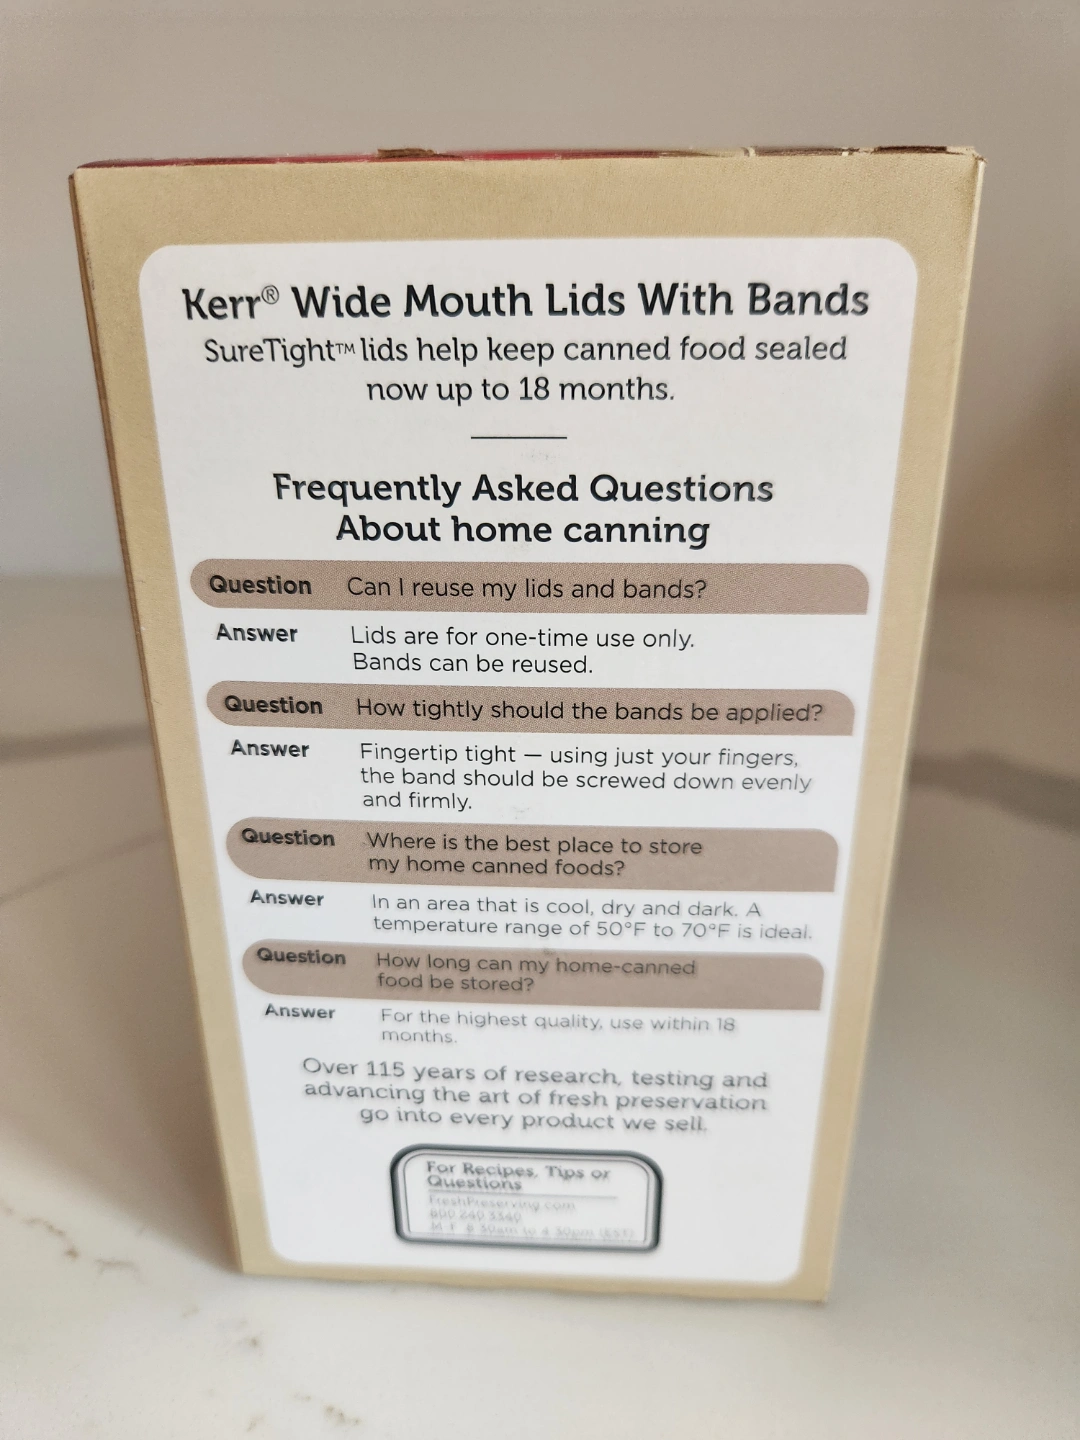 Kerr® Wide Mouth Lids With Bands
SureTight™ lids help keep canned food sealed
now up to 18 months.
Frequently Asked Questions
About home canning
Question Can I reuse my lids and bands?
Answer Lids are for one-time use only.
Bands can be reused.
Question How tightly should the bands be applied?
Answer Fingertip tight — using just your fingers,
the band should be screwed down evenly
and firmly.
Question Where is the best place to store
my home canned foods?
Answer In an area that is cool, dry and dark. A
temperature range of 50°F to 70°F is ideal.
Question How long can my home-canned
food be stored?
Answer For the highest quality, use within 18
months.
Over 115 years of research, testing and
advancing the art of fresh preservation
go into every product we sell.
For Recipes, Tips or
Questions
FreshPreserving.com
800 240 3340